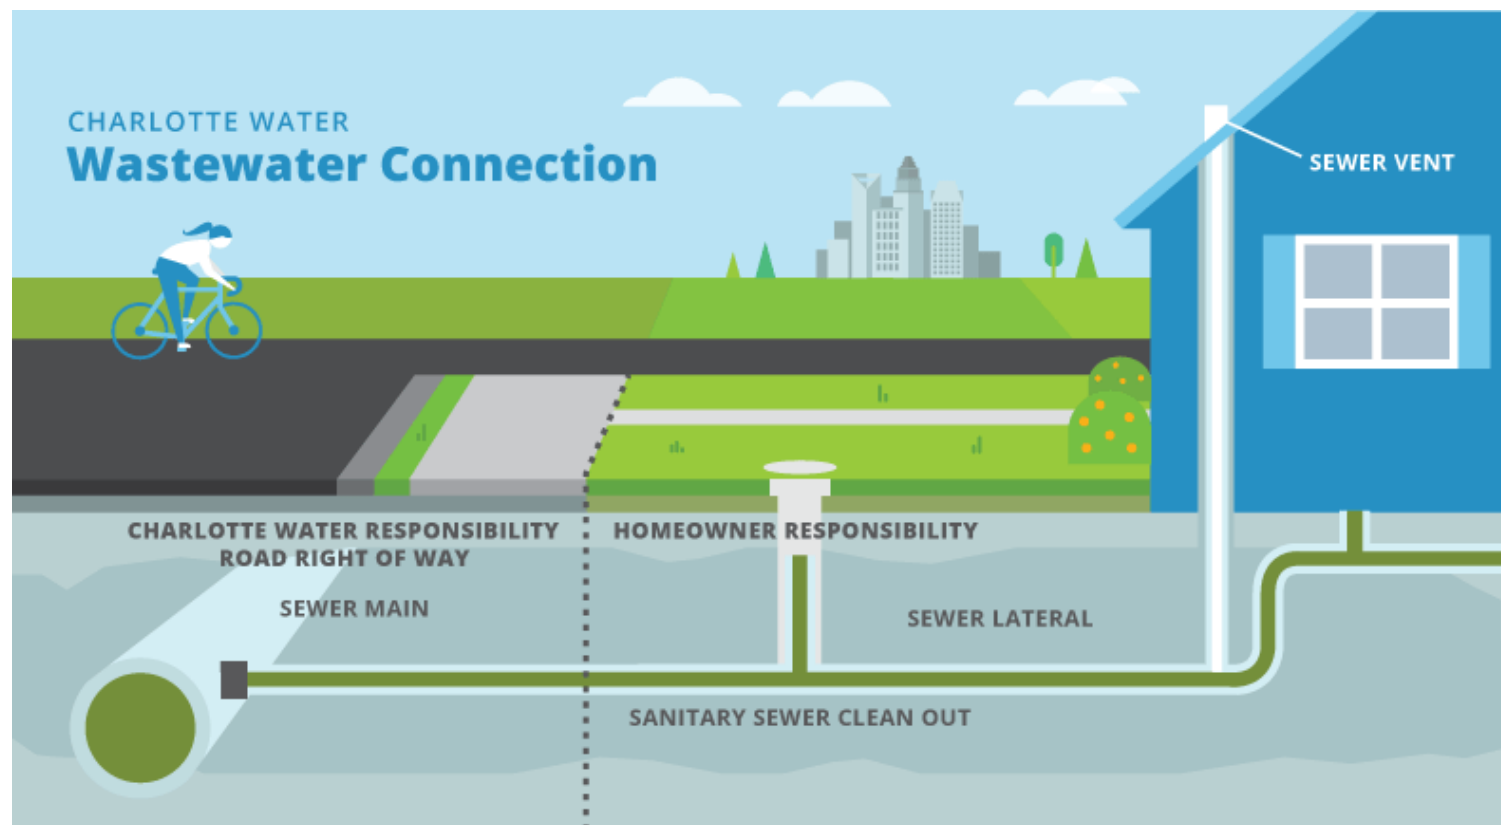 CHARLOTTE WATER
Wastewater Connection
SEWER VENT
CHARLOTTE WATER RESPONSIBILITY
ROAD RIGHT OF WAY
HOMEOWNER RESPONSIBILITY
SEWER MAIN
SEWER LATERAL
SANITARY SEWER CLEAN OUT